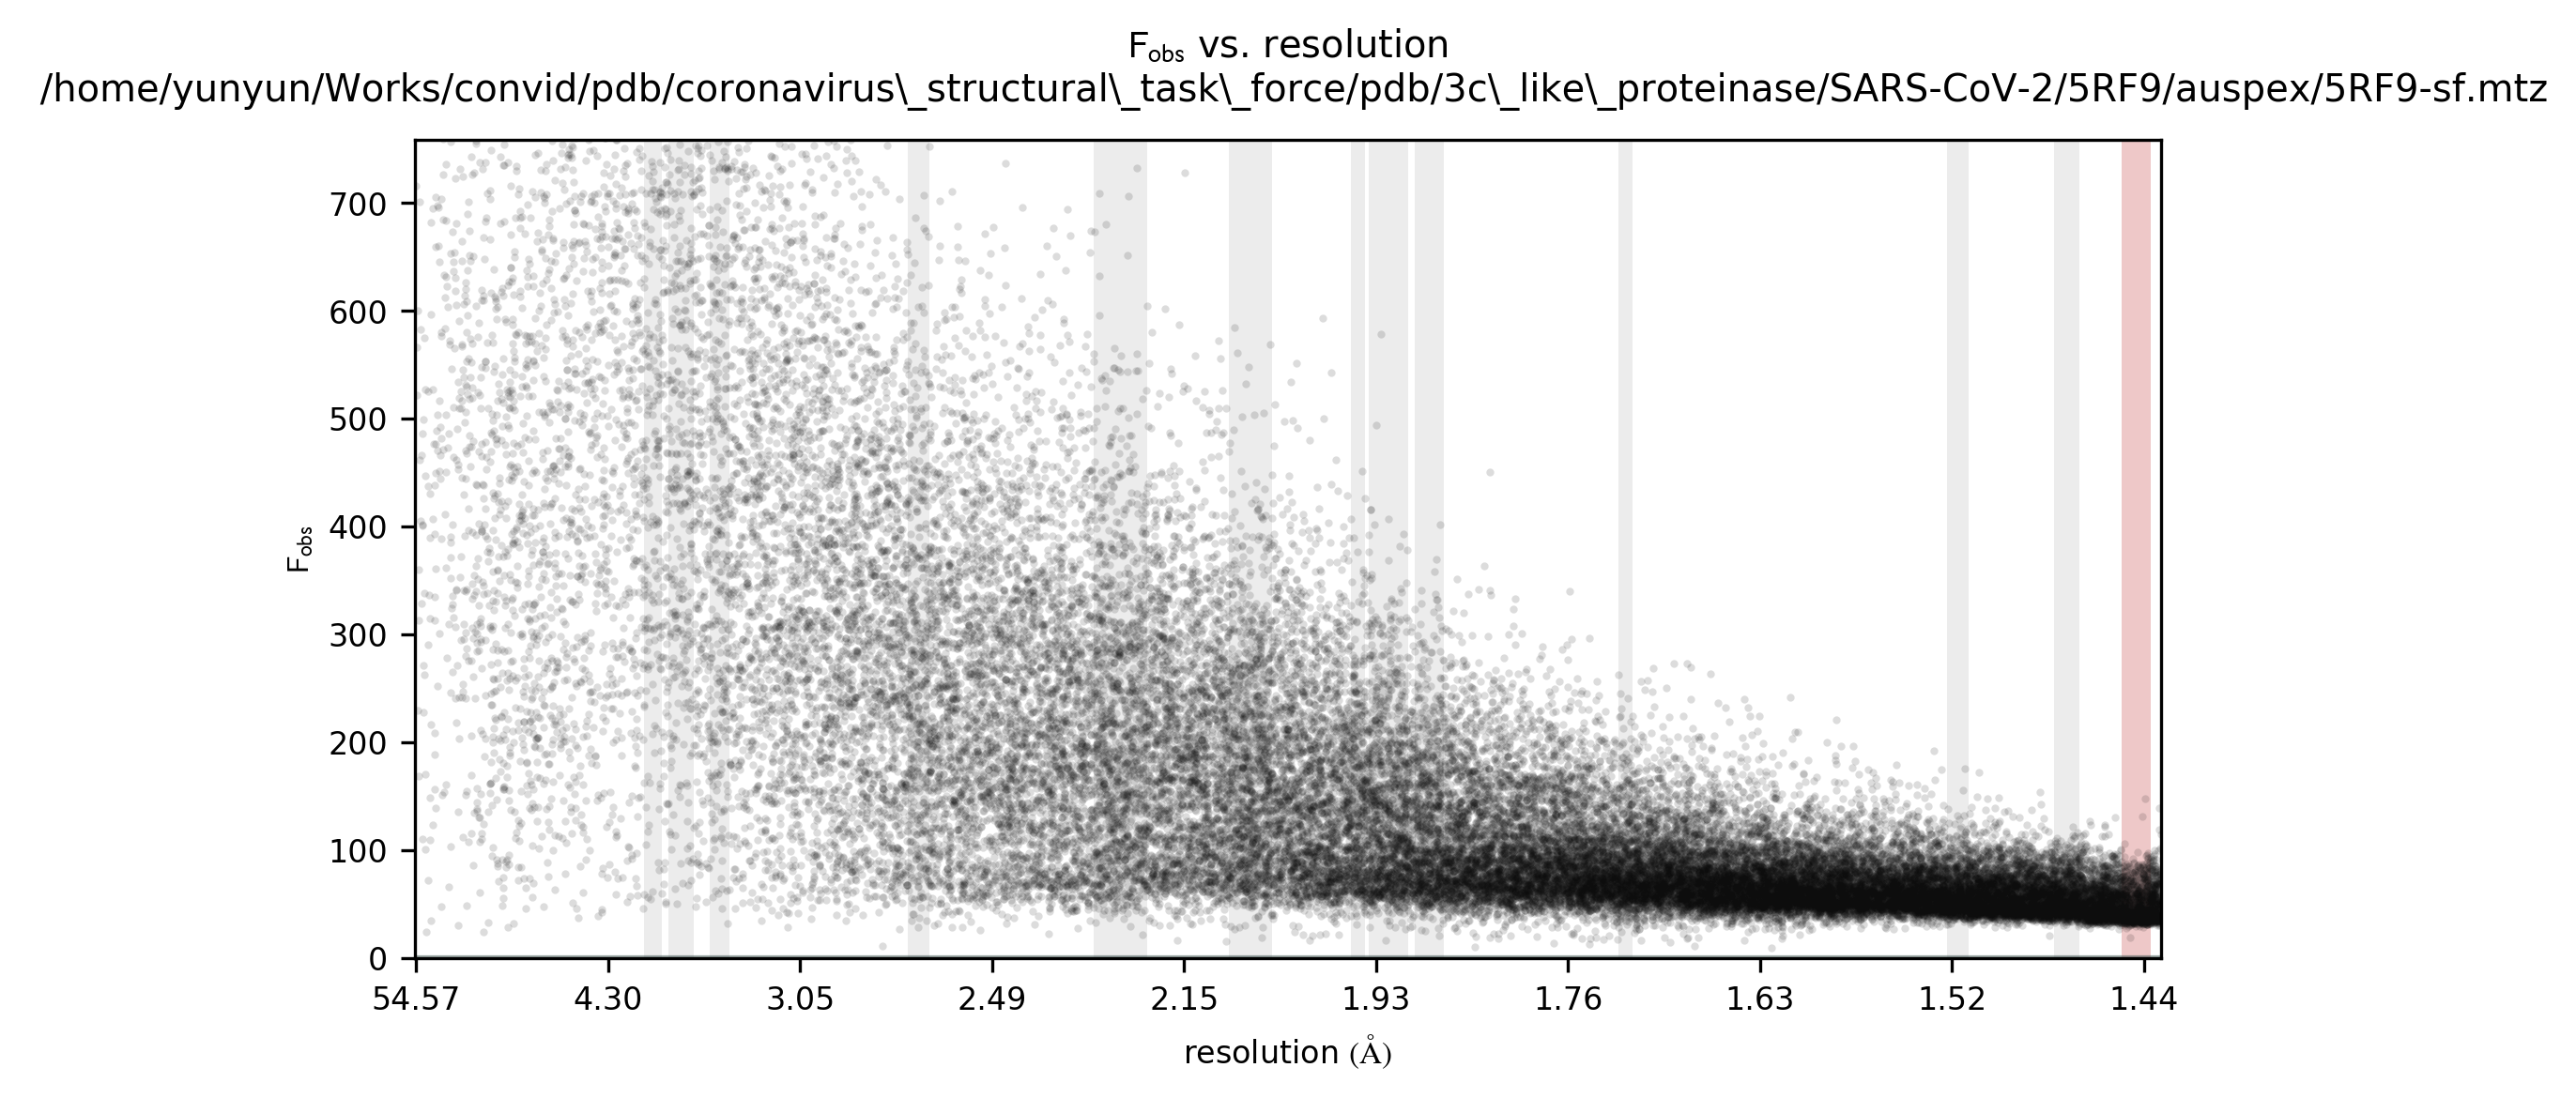 Fobs vs. resolution
/home/yunyun/Works/convid/pdb/coronavirus\_structural\_task\_force/pdb/3c\_like\_proteinase/SARS-CoV-2/5RF9/auspex/5RF9-sf.mtz
Fobs
700
600
500
400
300
200
100
0
54.57 4.30 3.05 2.49 2.15 1.93 1.76 1.63 1.52 1.44
resolution (Å)